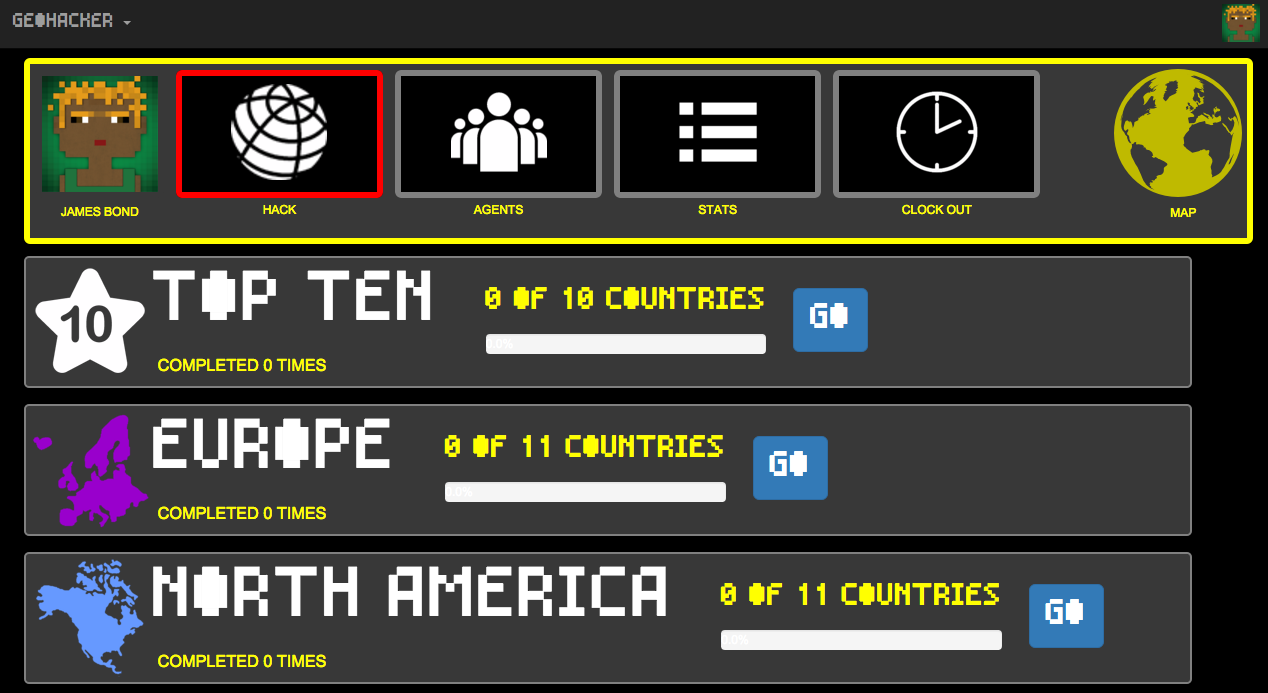 GEOHACKER
JAMES BOND
HACK
AGENTS
STATS
CLOCK OUT
MAP
10
TOP TEN
0 OF 10 COUNTRIES
0.0%
GO
COMPLETED 0 TIMES
EUROPE
0 OF 11 COUNTRIES
0.0%
GO
COMPLETED 0 TIMES
NORTH AMERICA
0 OF 11 COUNTRIES
0.0%
GO
COMPLETED 0 TIMES